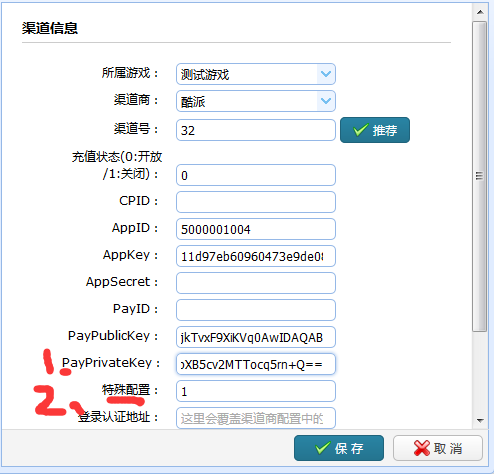 渠道信息
所属游戏： 测试游戏
渠道商： 酷派
渠道号： 32 推荐
充值状态(0:开放
/1:关闭)： 0
CPID：
AppID： 5000001004
AppKey： 11d97eb60960473e9de08
AppSecret：
PayID：
PayPublicKey： jkTvxF9XiKVq0AwIDAQAB
1. PayPrivateKey： XB5cv2MTTocq5rn+Q==
2、 特殊配置： 1
登录认证地址： 这里会覆盖渠道商配置中的
保存 取消